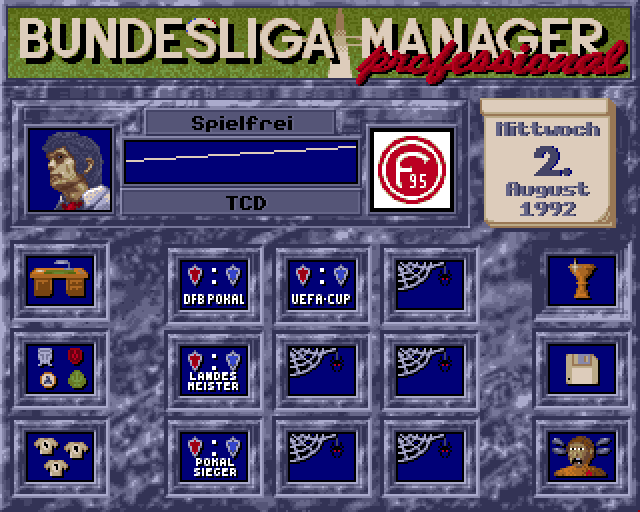 BUNDESLIGA MANAGER
professional
Spielfrei
TCD
F 95
Mittwoch
2.
August
1992
DFB POKAL
UEFA-CUP
LANDES
MEISTER
POKAL
SIEGER